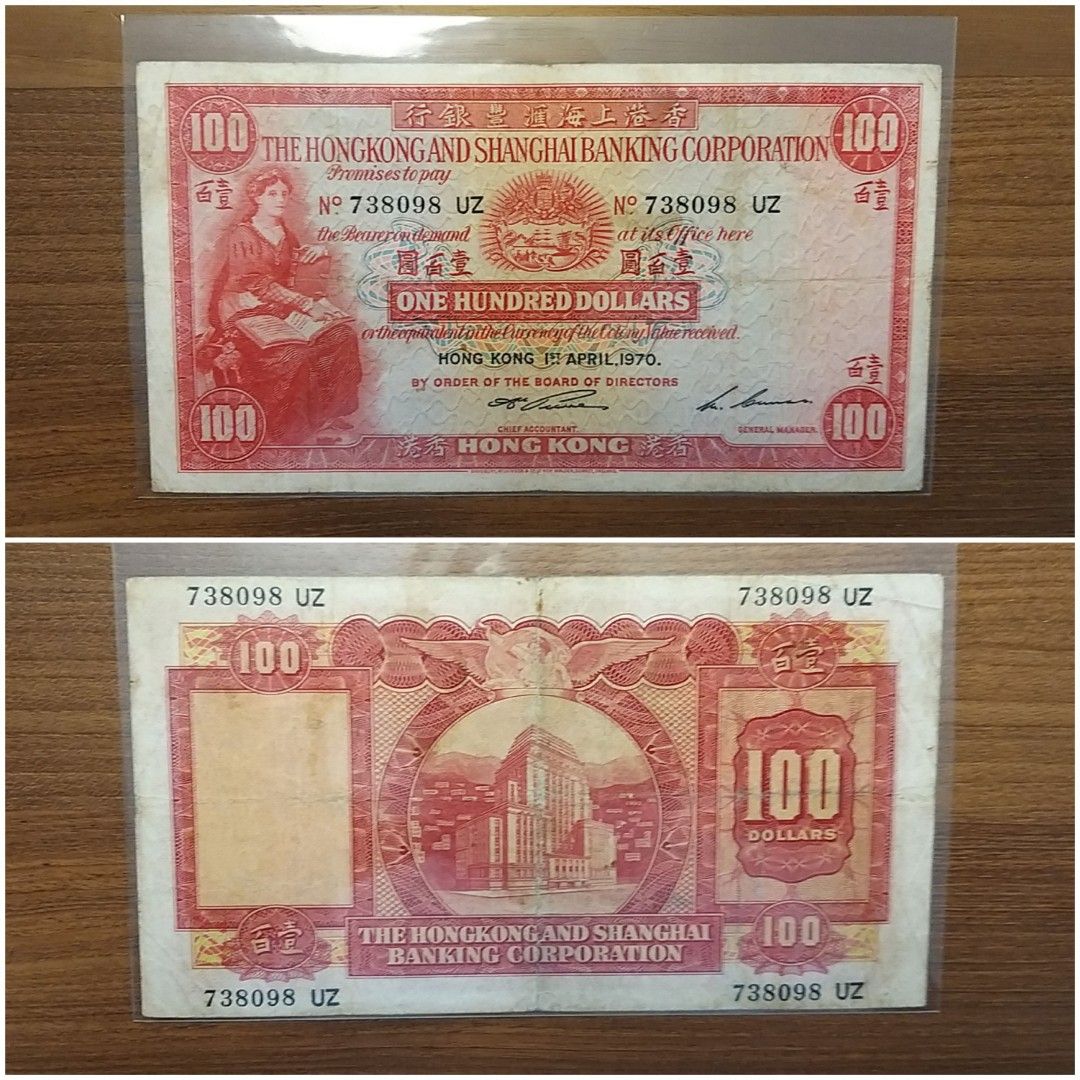 行銀豐滙海上港香
100 100
THE HONGKONG AND SHANGHAI BANKING CORPORATION
Promises to pay
百壹 百壹
Nº 738098 UZ Nº 738098 UZ
the Bearer on demand at its Office here
圓百壹 圓百壹
ONE HUNDRED DOLLARS
or the equivalent in the Currency of the Colony Value received.
HONG KONG 1ST APRIL, 1970.
百壹
BY ORDER OF THE BOARD OF DIRECTORS
CHIEF ACCOUNTANT. GENERAL MANAGER.
100 100
港香 HONG KONG 港香
738098 UZ 738098 UZ
100 百壹
100
DOLLARS
百壹 100
THE HONGKONG AND SHANGHAI
BANKING CORPORATION
738098 UZ 738098 UZ